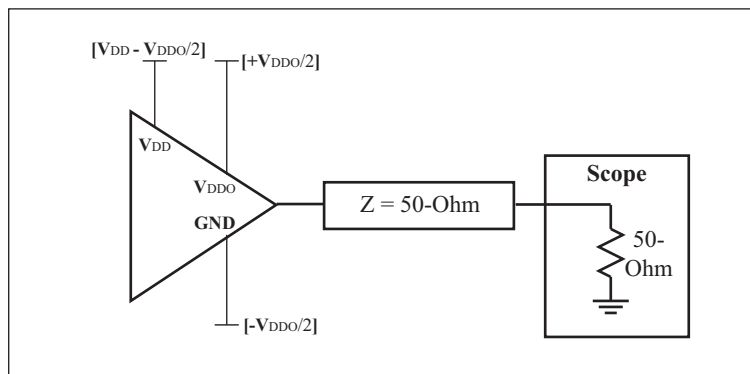 [VDD - VDDO/2]
[+VDDO/2]
VDD
VDDO
GND
[-VDDO/2]
Z = 50-Ohm
Scope
50-
Ohm